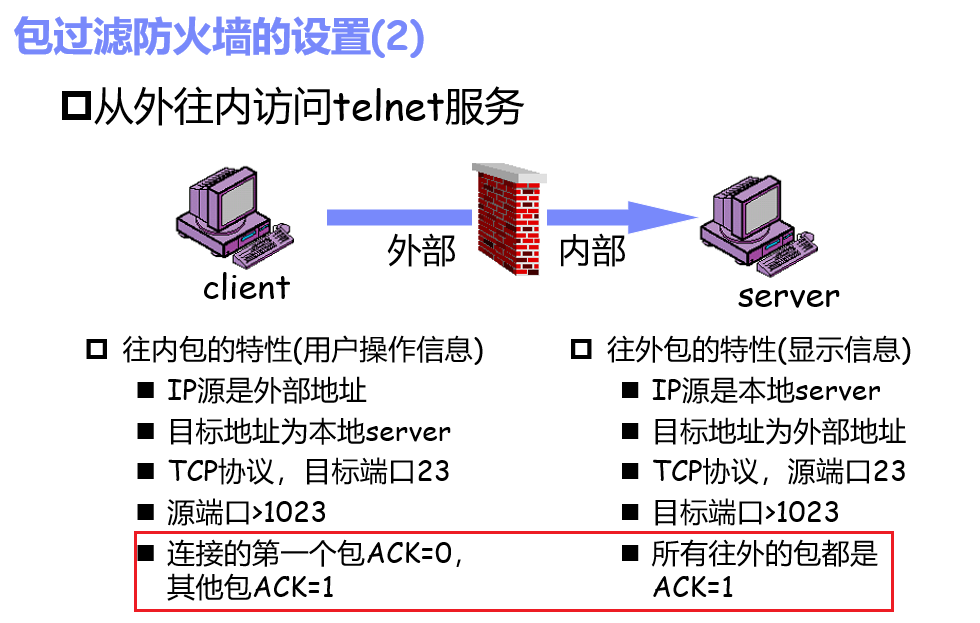 包过滤防火墙的设置(2)
从外往内访问telnet服务
外部
内部
client
server
往内包的特性(用户操作信息)
IP源是外部地址
目标地址为本地server
TCP协议，目标端口23
源端口>1023
连接的第一个包ACK=0，
其他包ACK=1
往外包的特性(显示信息)
IP源是本地server
目标地址为外部地址
TCP协议，源端口23
目标端口>1023
所有往外的包都是
ACK=1